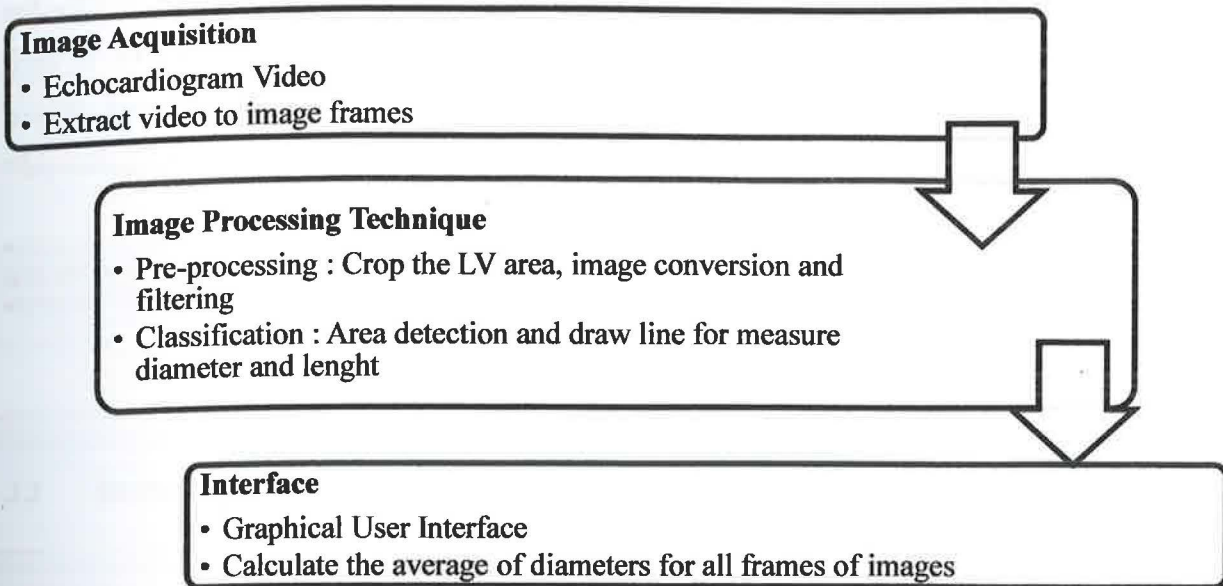 Image Acquisition
• Echocardiogram Video
• Extract video to image frames
Image Processing Technique
• Pre-processing : Crop the LV area, image conversion and
filtering
• Classification : Area detection and draw line for measure
diameter and lenght
Interface
• Graphical User Interface
• Calculate the average of diameters for all frames of images